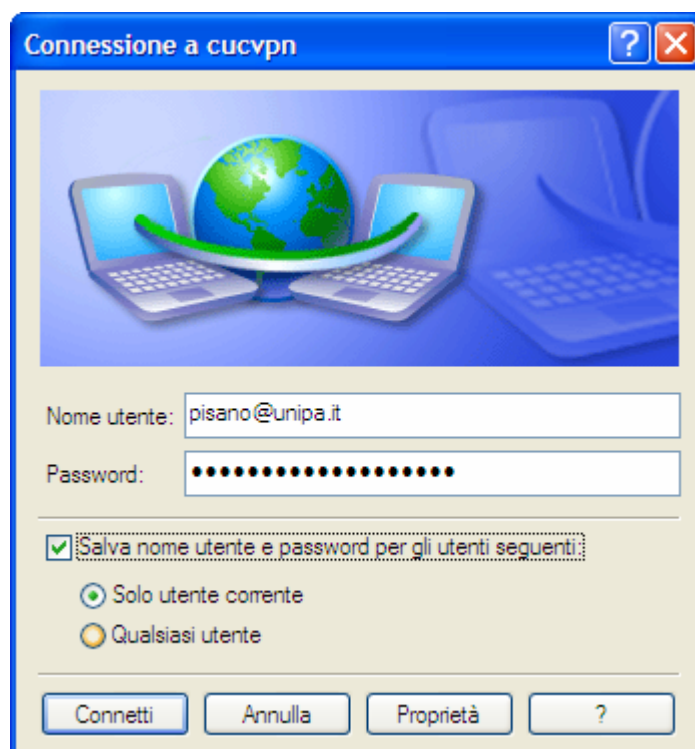 Connessione a cucvpn
Nome utente: pisano@unipa.it
Password: ●●●●●●●●●●●●●●●●●●●
Salva nome utente e password per gli utenti seguenti:
Solo utente corrente
Qualsiasi utente
Connetti Annulla Proprietà ?